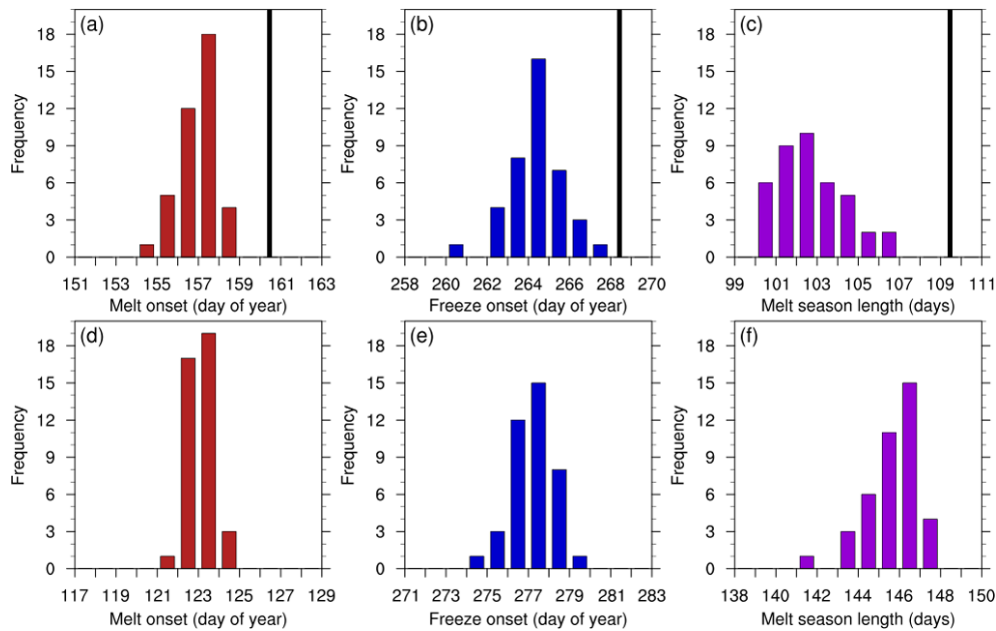 (a)
Frequency
18
15
12
9
6
3
0
151 153 155 157 159 161 163
Melt onset (day of year)
(b)
Frequency
18
15
12
9
6
3
0
258 260 262 264 266 268 270
Freeze onset (day of year)
(c)
Frequency
18
15
12
9
6
3
0
99 101 103 105 107 109 111
Melt season length (days)
(d)
Frequency
18
15
12
9
6
3
0
117 119 121 123 125 127 129
Melt onset (day of year)
(e)
Frequency
18
15
12
9
6
3
0
271 273 275 277 279 281 283
Freeze onset (day of year)
(f)
Frequency
18
15
12
9
6
3
0
138 140 142 144 146 148 150
Melt season length (days)